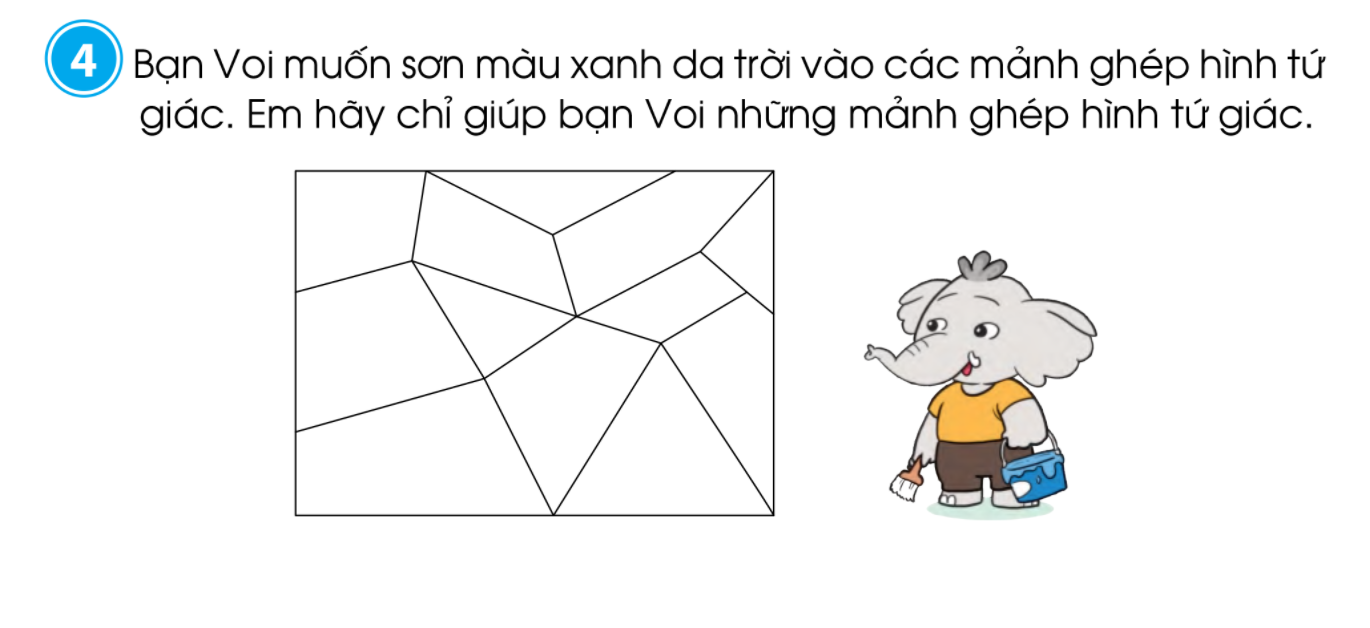 4 Bạn Voi muốn sơn màu xanh da trời vào các mảnh ghép hình tứ
giác. Em hãy chỉ giúp bạn Voi những mảnh ghép hình tứ giác.